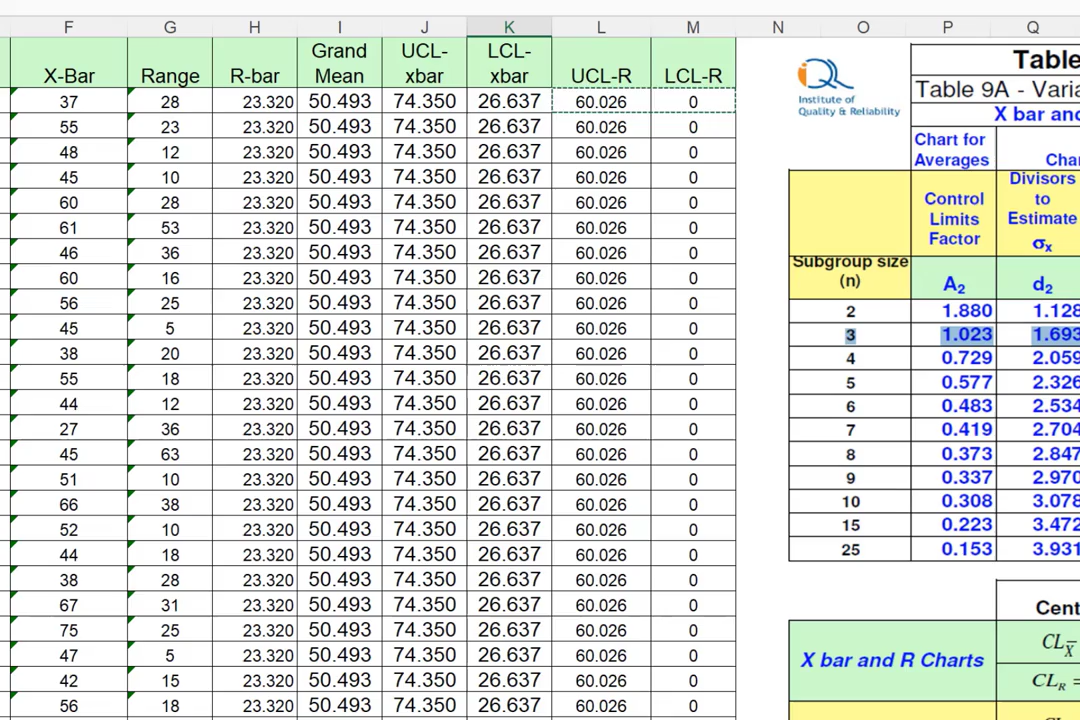 F G H I J K L M N O P Q
X-Bar Range R-bar Grand Mean UCL-xbar LCL-xbar UCL-R LCL-R
37 28 23.320 50.493 74.350 26.637 60.026 0
55 23 23.320 50.493 74.350 26.637 60.026 0
48 12 23.320 50.493 74.350 26.637 60.026 0
45 10 23.320 50.493 74.350 26.637 60.026 0
60 28 23.320 50.493 74.350 26.637 60.026 0
61 53 23.320 50.493 74.350 26.637 60.026 0
46 36 23.320 50.493 74.350 26.637 60.026 0
60 16 23.320 50.493 74.350 26.637 60.026 0
56 25 23.320 50.493 74.350 26.637 60.026 0
45 5 23.320 50.493 74.350 26.637 60.026 0
38 20 23.320 50.493 74.350 26.637 60.026 0
55 18 23.320 50.493 74.350 26.637 60.026 0
44 12 23.320 50.493 74.350 26.637 60.026 0
27 36 23.320 50.493 74.350 26.637 60.026 0
45 63 23.320 50.493 74.350 26.637 60.026 0
51 10 23.320 50.493 74.350 26.637 60.026 0
66 38 23.320 50.493 74.350 26.637 60.026 0
52 10 23.320 50.493 74.350 26.637 60.026 0
44 18 23.320 50.493 74.350 26.637 60.026 0
38 28 23.320 50.493 74.350 26.637 60.026 0
67 31 23.320 50.493 74.350 26.637 60.026 0
75 25 23.320 50.493 74.350 26.637 60.026 0
47 5 23.320 50.493 74.350 26.637 60.026 0
42 15 23.320 50.493 74.350 26.637 60.026 0
56 18 23.320 50.493 74.350 26.637 60.026 0
iQ
Institute of
Quality & Reliability
Table
Table 9A - Varia
X bar and
Chart for
Averages Char
Control
Limits
Factor
Divisors
to
Estimate
σx
Subgroup size
(n) A2 d2
2 1.880 1.128
3 1.023 1.693
4 0.729 2.059
5 0.577 2.326
6 0.483 2.534
7 0.419 2.704
8 0.373 2.847
9 0.337 2.970
10 0.308 3.078
15 0.223 3.472
25 0.153 3.931
Cent
X bar and R Charts
CL X̄
CL R =